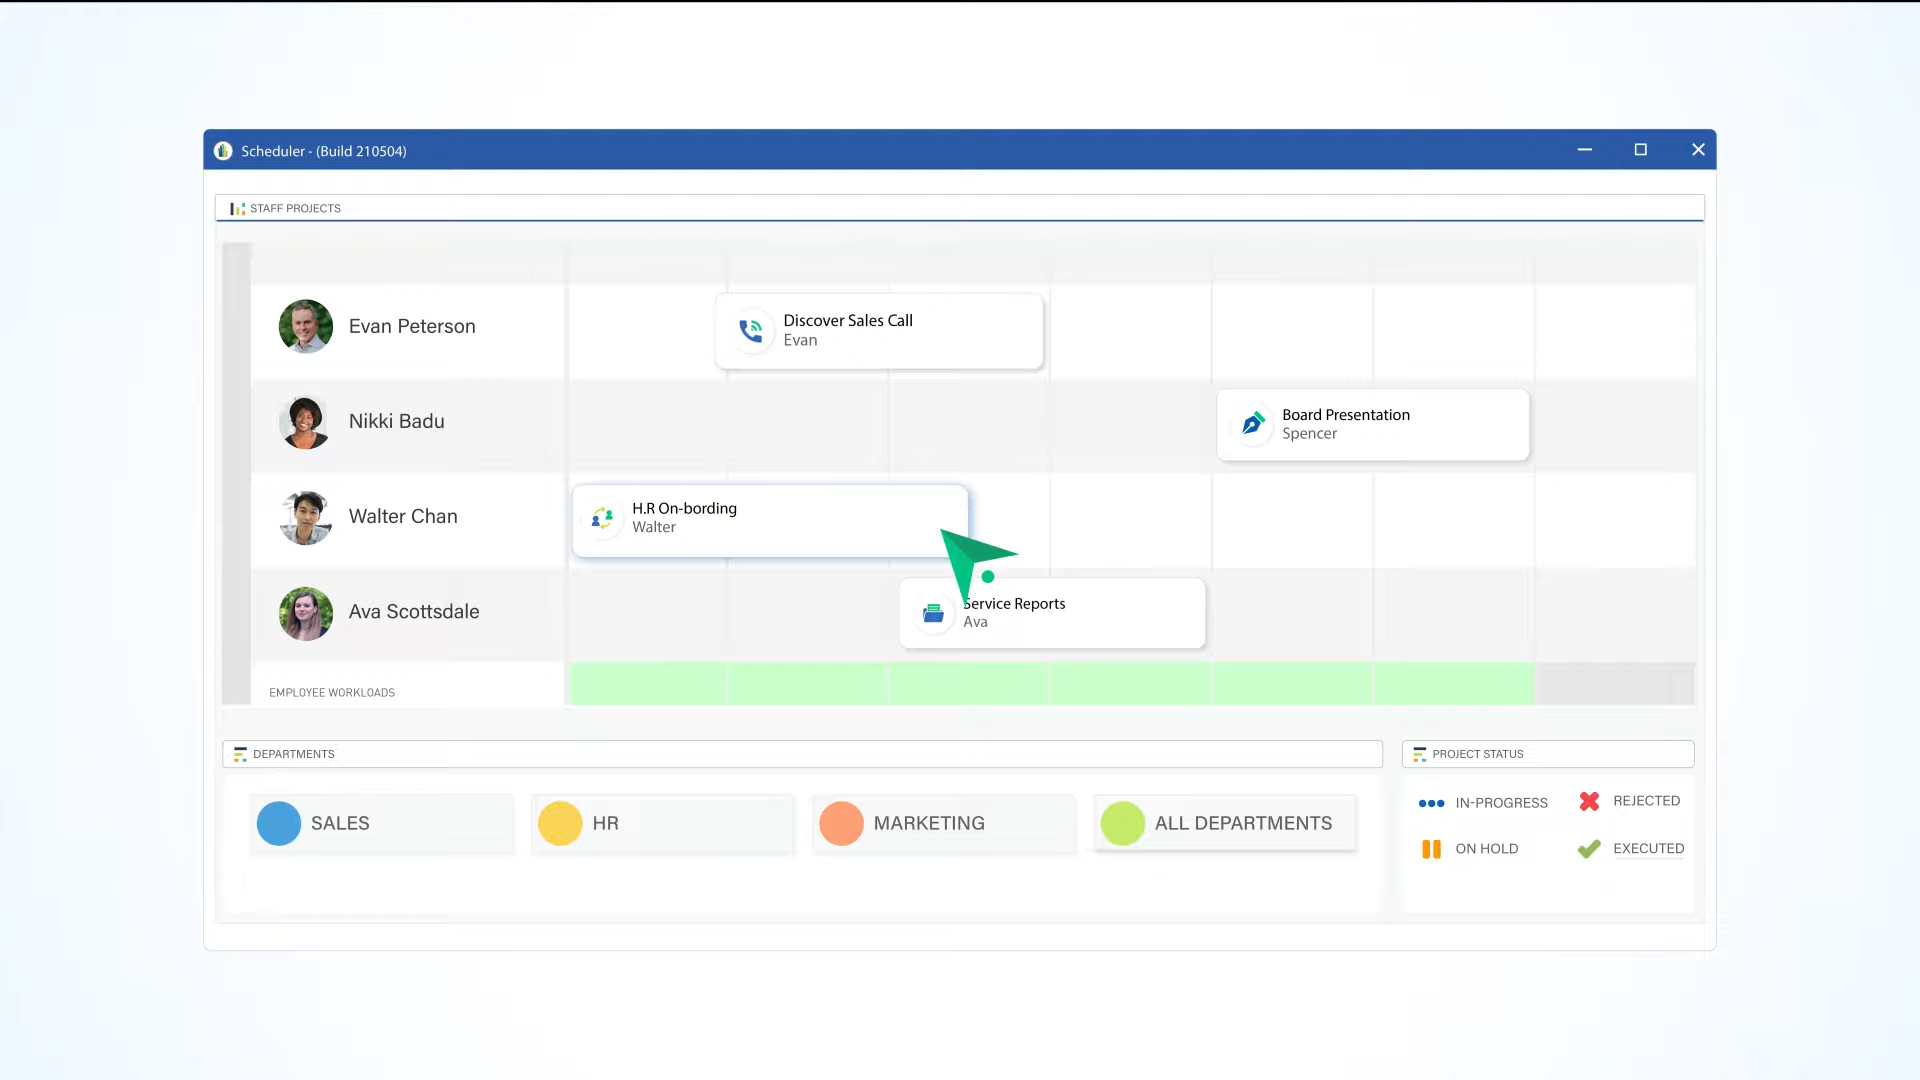 Scheduler - (Build 210504)
STAFF PROJECTS
Evan Peterson
Discover Sales Call
Evan
Nikki Badu
Board Presentation
Spencer
Walter Chan
H.R On-bording
Walter
Ava Scottsdale
Service Reports
Ava
EMPLOYEE WORKLOADS
DEPARTMENTS
SALES
HR
MARKETING
ALL DEPARTMENTS
PROJECT STATUS
IN-PROGRESS
REJECTED
ON HOLD
EXECUTED